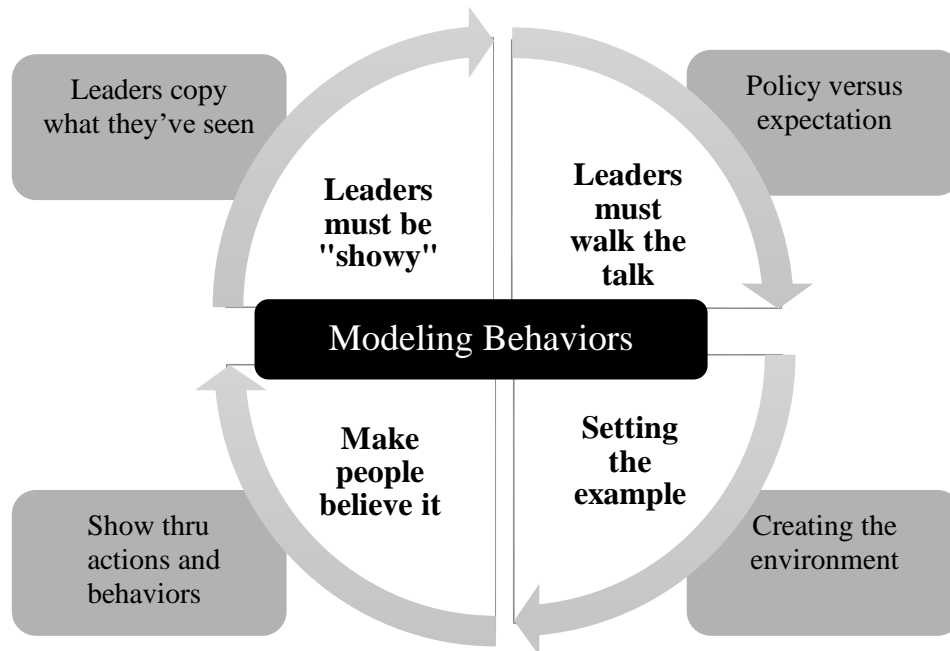 Leaders copy
what they’ve seen
Policy versus
expectation
Leaders
must be
"showy"
Leaders
must
walk the
talk
Modeling Behaviors
Make
people
believe it
Setting
the
example
Show thru
actions and
behaviors
Creating the
environment